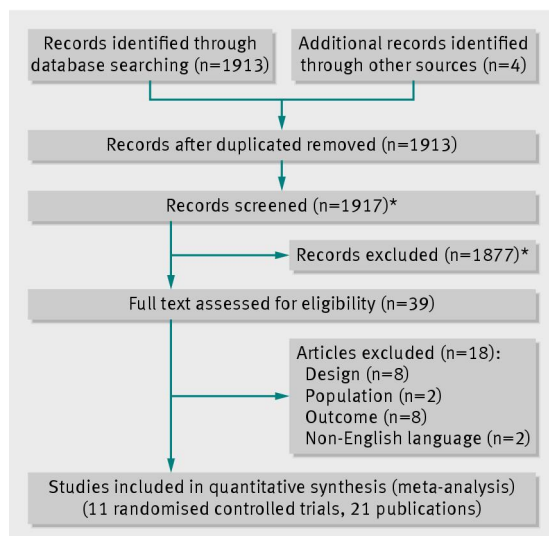 Records identified through
database searching (n=1913)
Additional records identified
through other sources (n=4)
Records after duplicated removed (n=1913)
Records screened (n=1917)*
Records excluded (n=1877)*
Full text assessed for eligibility (n=39)
Articles excluded (n=18):
Design (n=8)
Population (n=2)
Outcome (n=8)
Non-English language (n=2)
Studies included in quantitative synthesis (meta-analysis)
(11 randomised controlled trials, 21 publications)